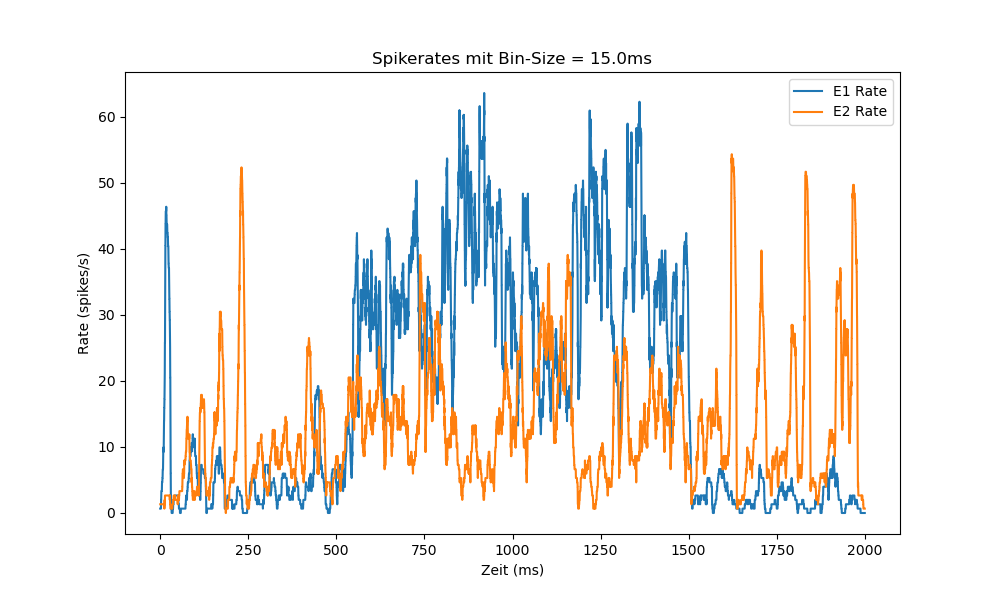 Spikerates mit Bin-Size = 15.0ms
E1 Rate
E2 Rate
Rate (spikes/s)
60
50
40
30
20
10
0
0 250 500 750 1000 1250 1500 1750 2000
Zeit (ms)